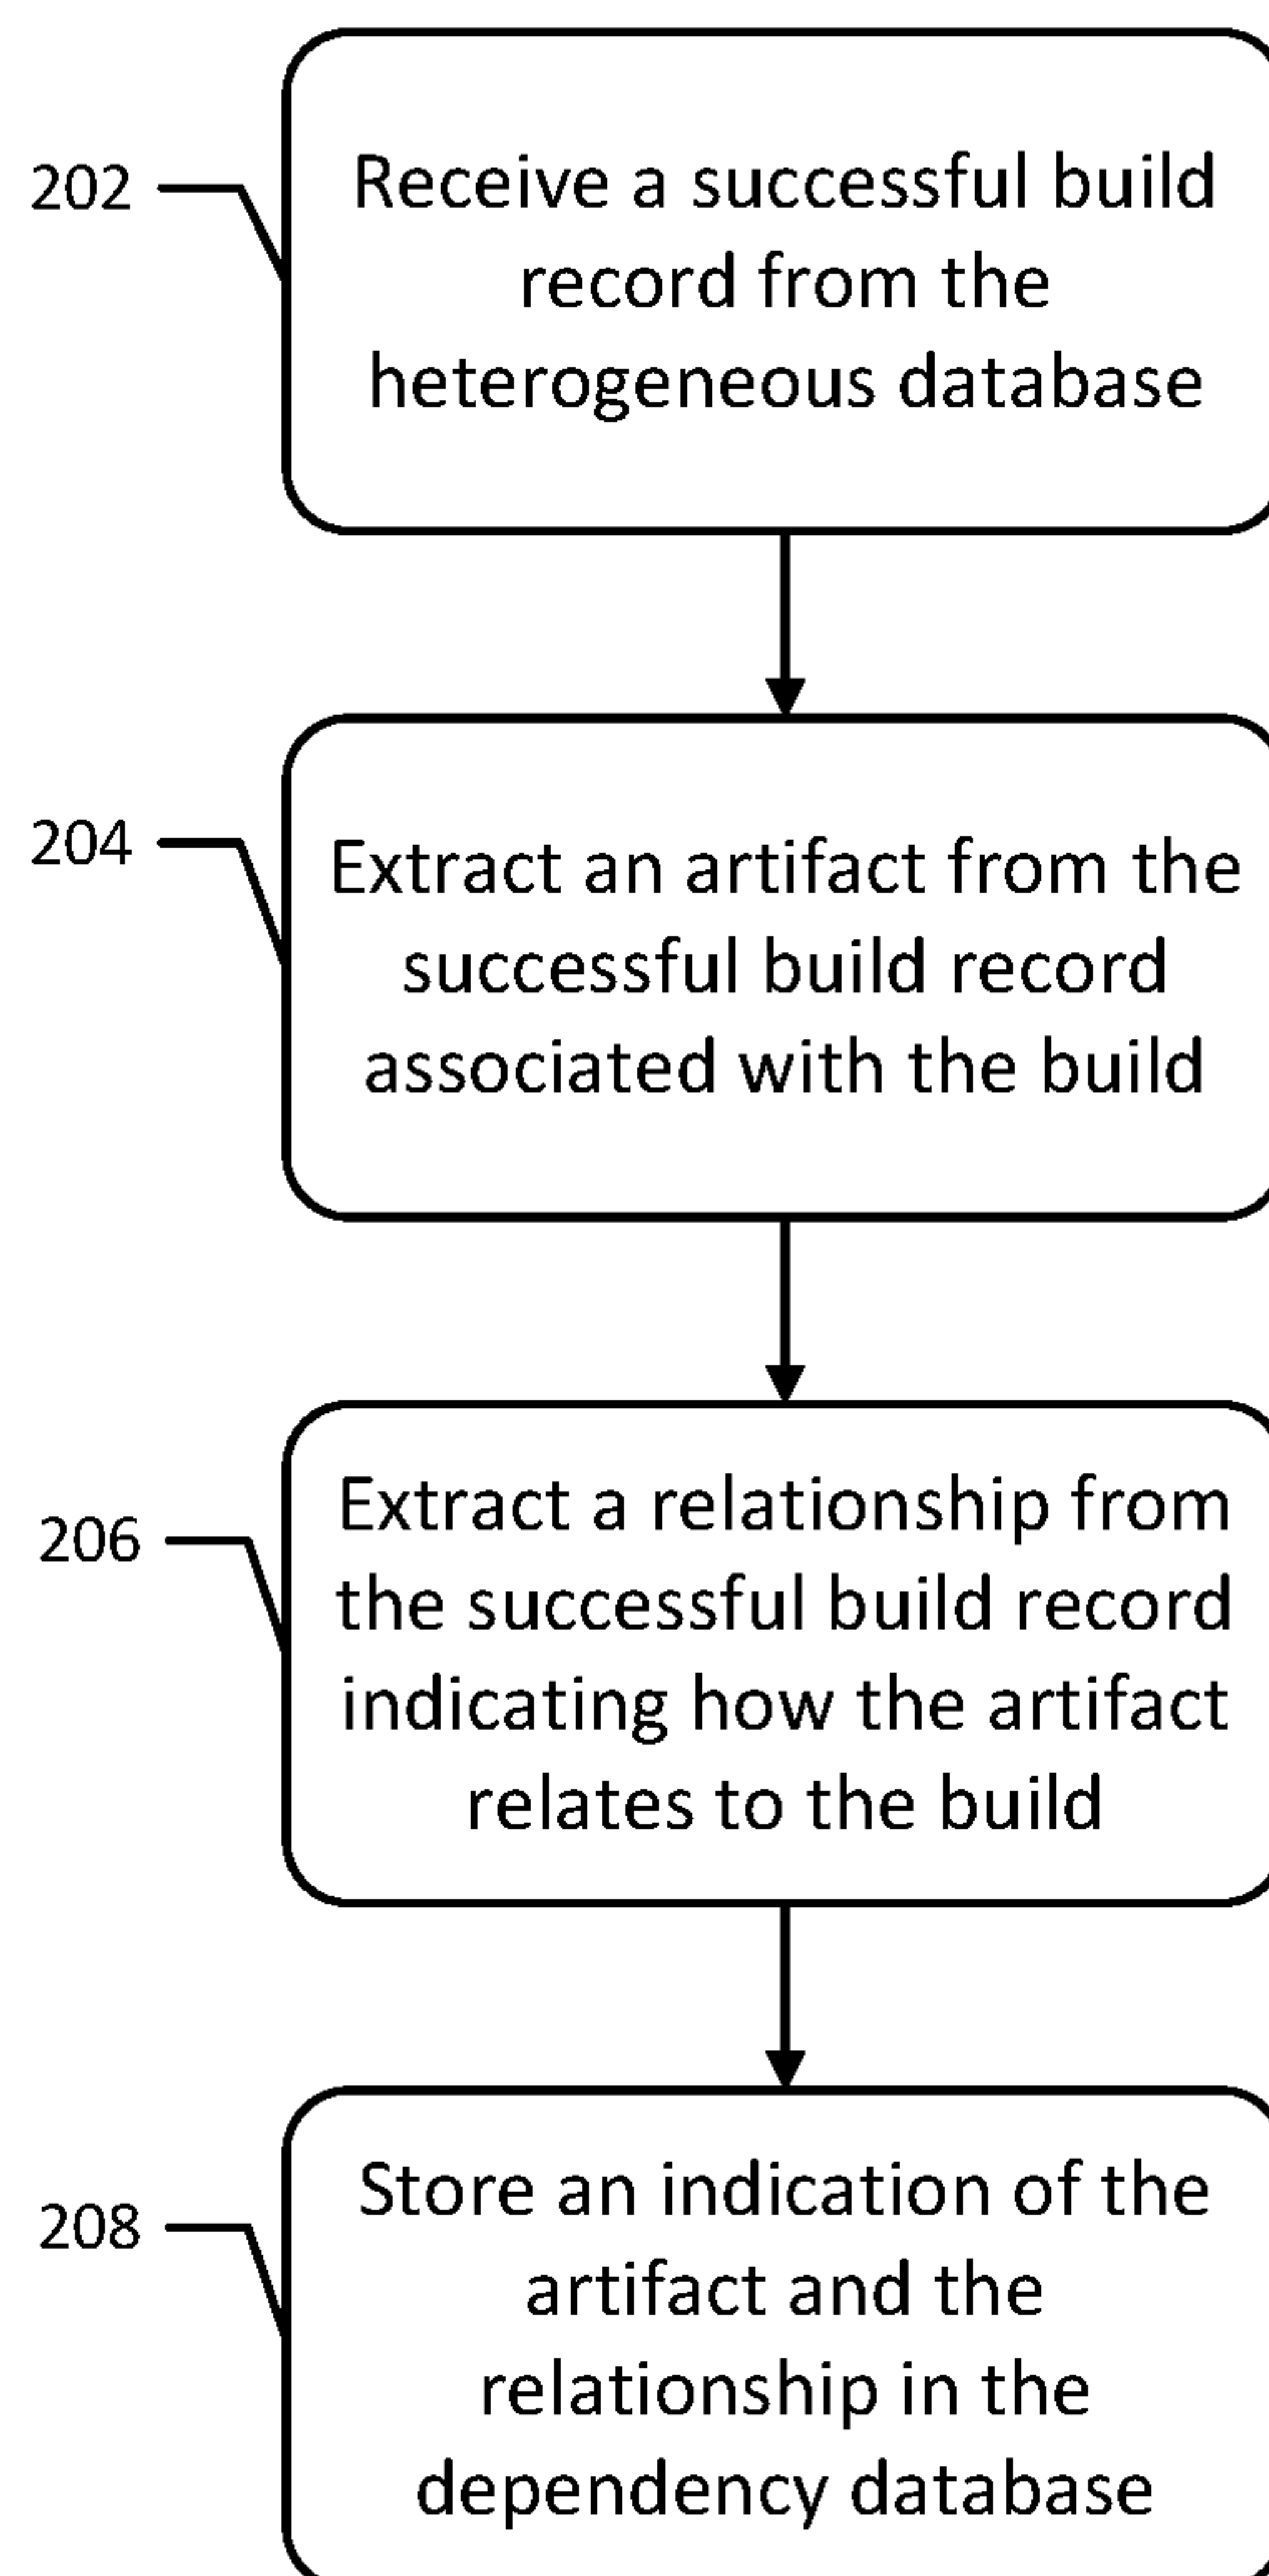 202
Receive a successful build
record from the
heterogeneous database
204
Extract an artifact from the
successful build record
associated with the build
206
Extract a relationship from
the successful build record
indicating how the artifact
relates to the build
208
Store an indication of the
artifact and the
relationship in the
dependency database